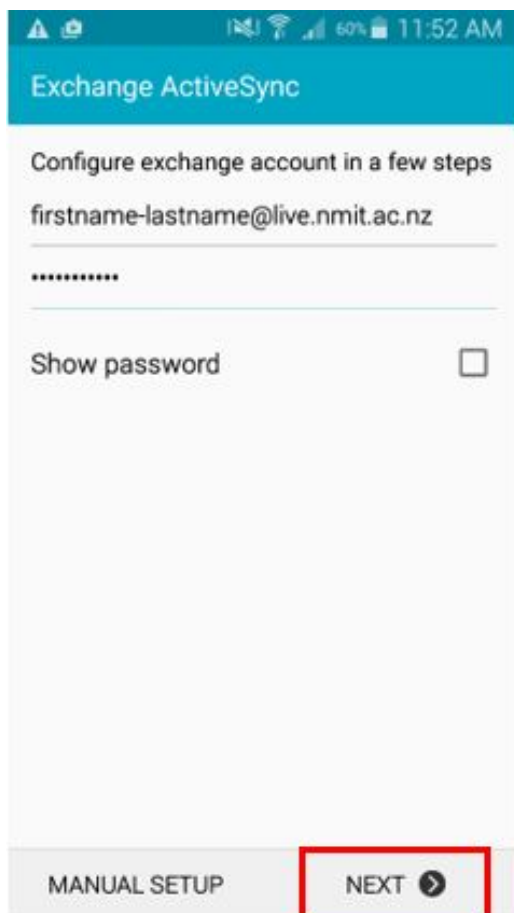 60% 11:52 AM
Exchange ActiveSync
Configure exchange account in a few steps
firstname-lastname@live.nmit.ac.nz
•••••••••••
Show password
MANUAL SETUP NEXT